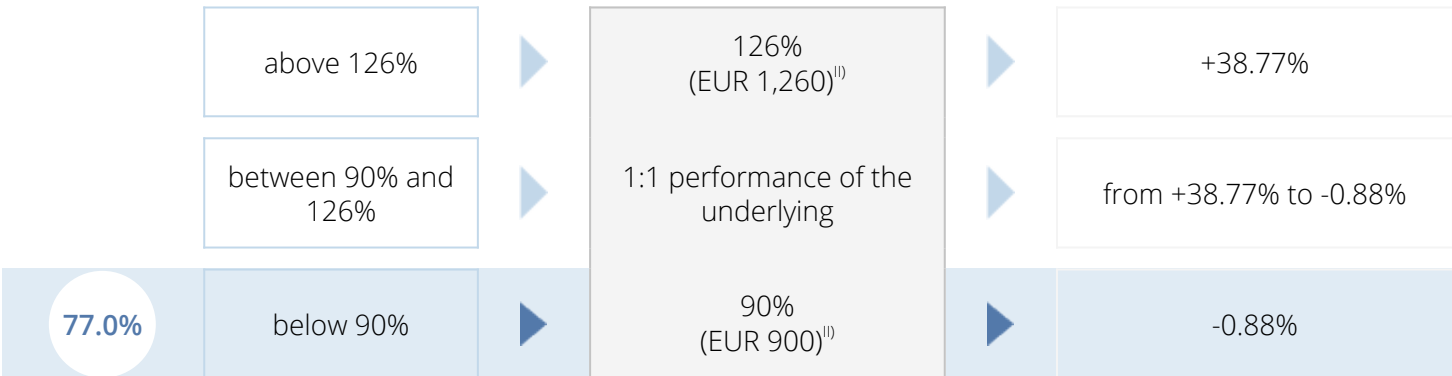 above 126%
126%
(EUR 1,260)II)
+38.77%
between 90% and
126%
1:1 performance of the
underlying
from +38.77% to -0.88%
77.0%
below 90%
90%
(EUR 900)II)
-0.88%